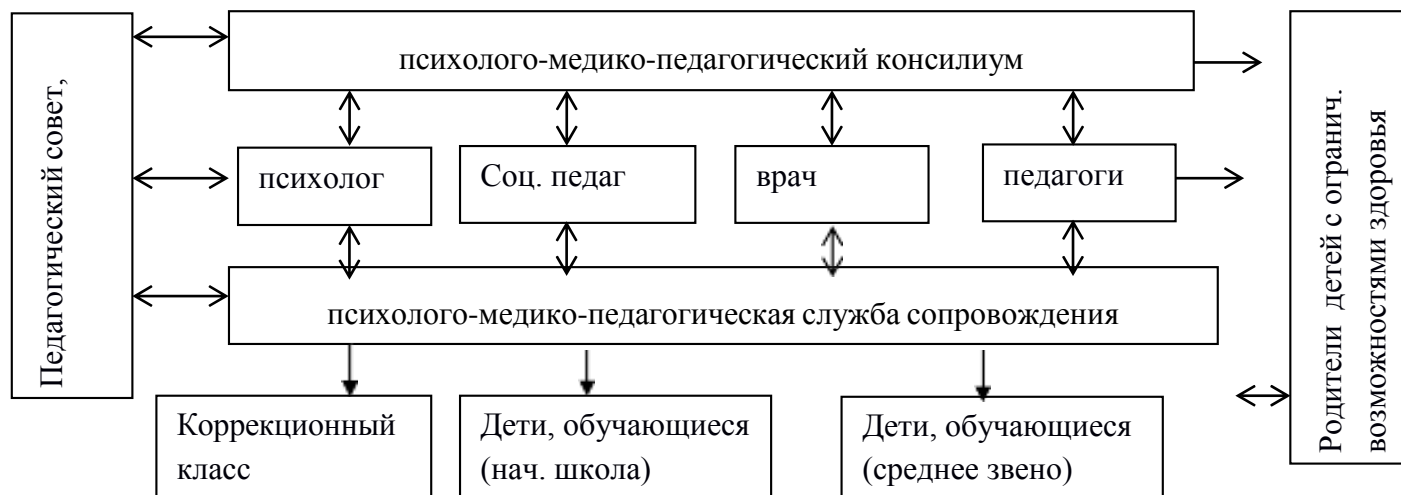 Педагогический совет,
психолого-медико-педагогический консилиум
психолог
Соц. педаг
врач
педагоги
психолого-медико-педагогическая служба сопровождения
Коррекционный
класс
Дети, обучающиеся
(нач. школа)
Дети, обучающиеся
(среднее звено)
Родители детей с огранич.
возможностями здоровья